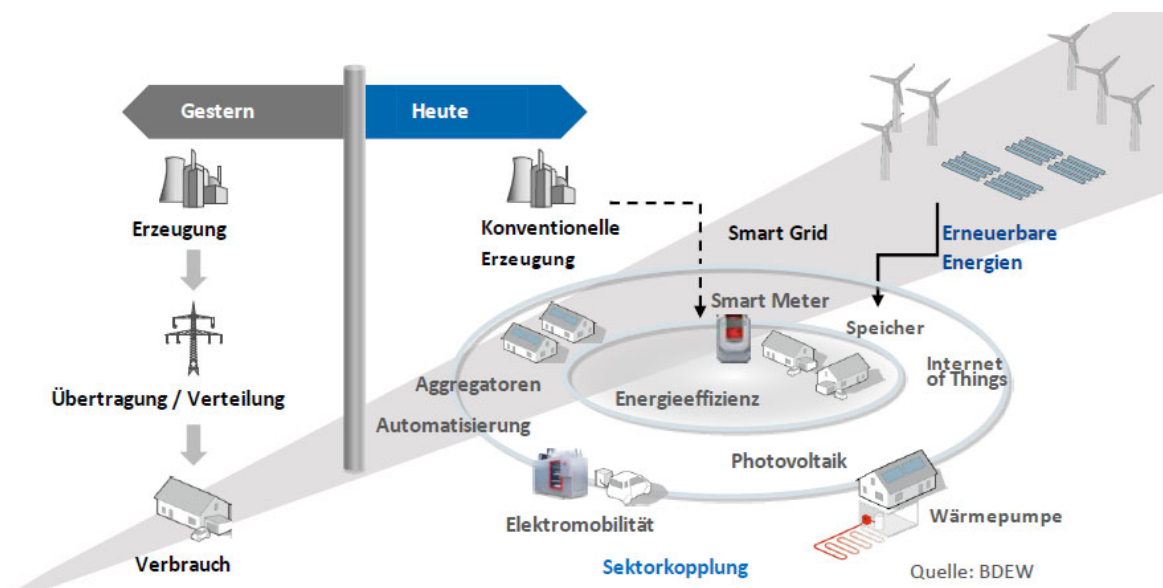 Gestern
Heute
Erzeugung
Übertragung / Verteilung
Verbrauch
Konventionelle
Erzeugung
Smart Grid
Erneuerbare
Energien
Smart Meter
Speicher
Internet
of Things
Aggregatoren
Energieeffizienz
Automatisierung
Photovoltaik
Elektromobilität
Wärmepumpe
Sektorkopplung
Quelle: BDEW